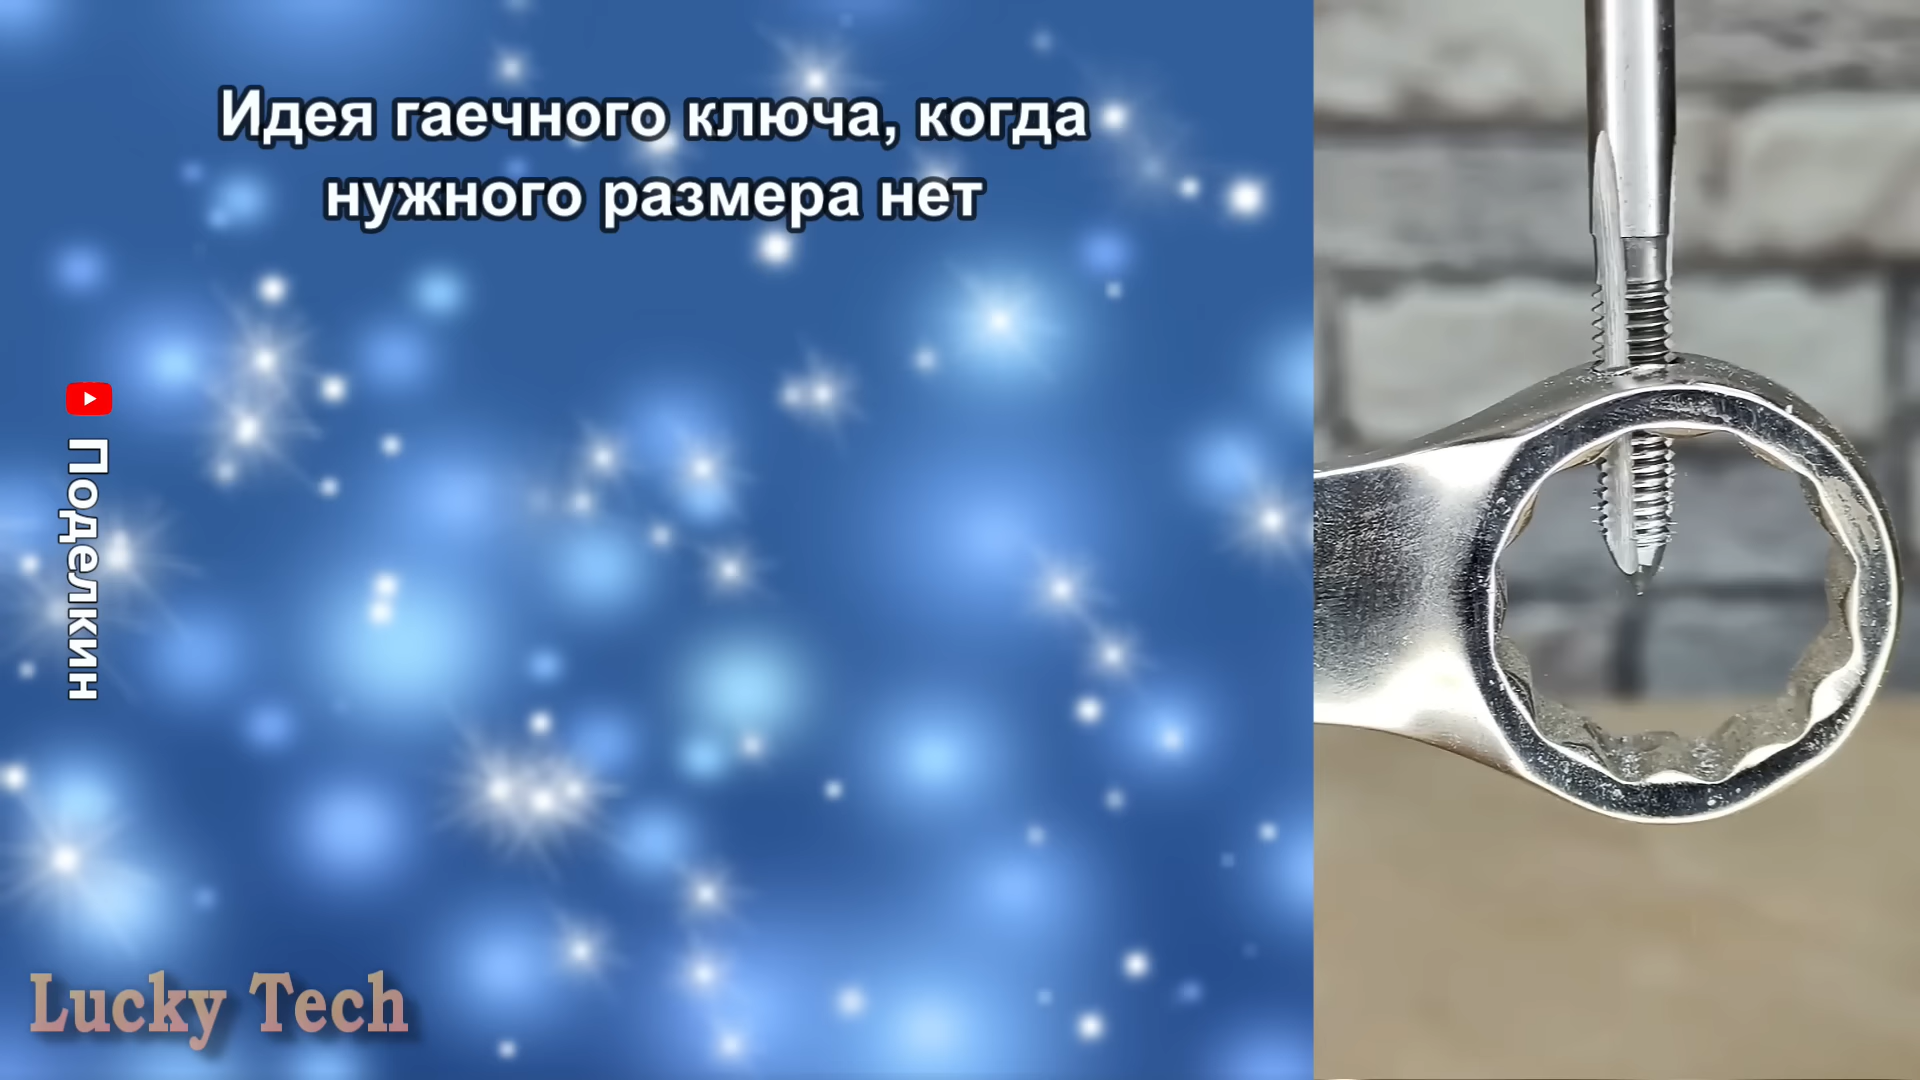 Идея гаечного ключа, когда
нужного размера нет
Поделкин
Lucky Tech